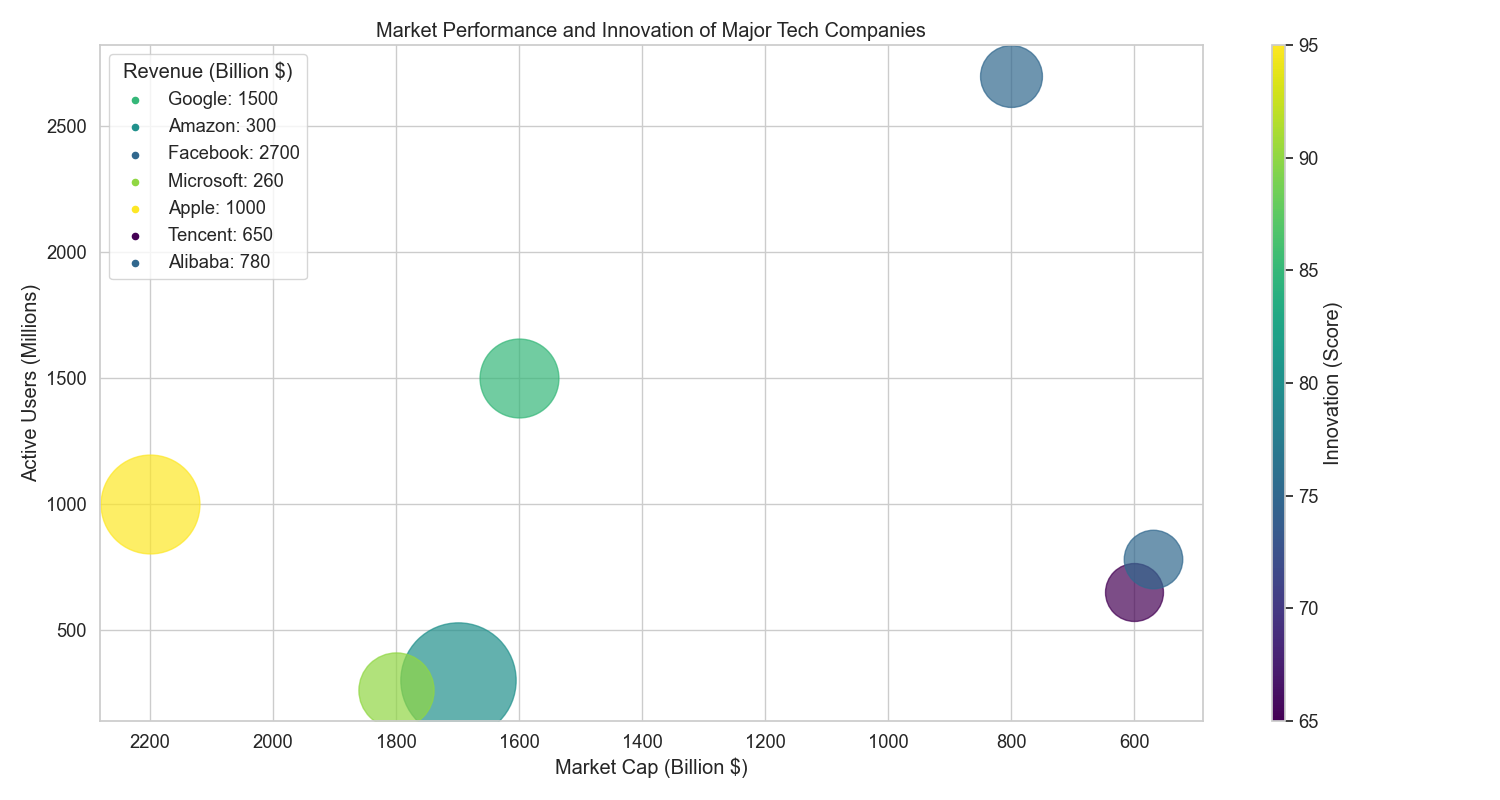 Market Performance and Innovation of Major Tech Companies
Revenue (Billion $)
Google: 1500
Amazon: 300
Facebook: 2700
Microsoft: 260
Apple: 1000
Tencent: 650
Alibaba: 780
Active Users (Millions)
2500
2000
1500
1000
500
2200 2000 1800 1600 1400 1200 1000 800 600
Market Cap (Billion $)
95
90
85
80
75
70
65
Innovation (Score)